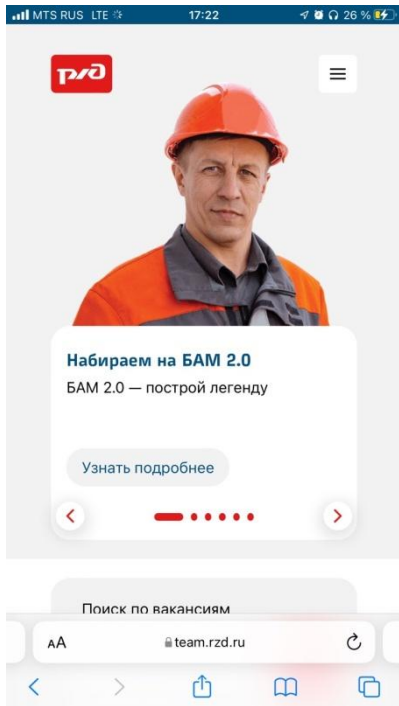 MTS RUS LTE 17:22 26 %
ржд
Набираем на БАМ 2.0
БАМ 2.0 — построй легенду
Узнать подробнее
Поиск по вакансиям
AA team.rzd.ru